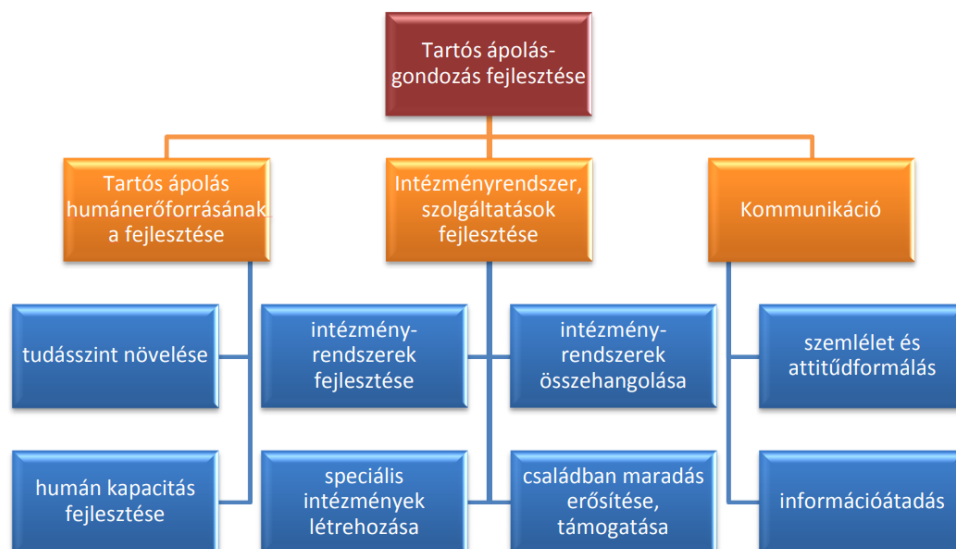 Tartós ápolás-
gondozás fejlesztése
Tartós ápolás
humánerőforrásának
a fejlesztése
Intézményrendszer,
szolgáltatások
fejlesztése
Kommunikáció
tudásszint növelése
intézmény-
rendszerek
fejlesztése
intézmény-
rendszerek
összehangolása
szemlélet és
attitűdformálás
humán kapacitás
fejlesztése
speciális
intézmények
létrehozása
családban maradás
erősítése,
támogatása
információátadás